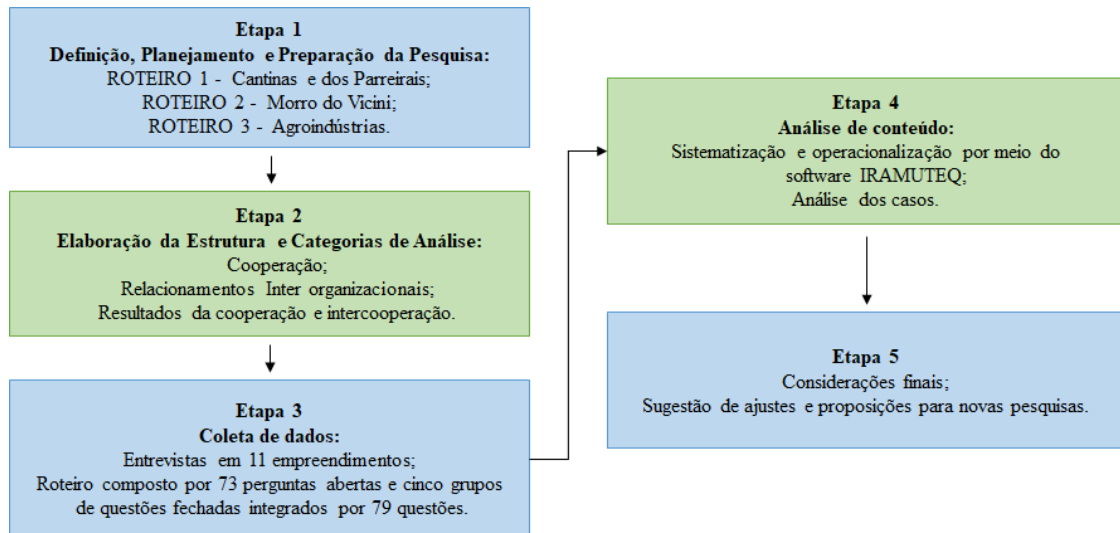 Etapa 1
Definição, Planejamento e Preparação da Pesquisa:
ROTEIRO 1 - Cantinas e dos Parreirais;
ROTEIRO 2 - Morro do Vicini;
ROTEIRO 3 - Agroindústrias.
Etapa 2
Elaboração da Estrutura e Categorias de Análise:
Cooperação;
Relacionamentos Inter organizacionais;
Resultados da cooperação e intercooperação.
Etapa 3
Coleta de dados:
Entrevistas em 11 empreendimentos;
Roteiro composto por 73 perguntas abertas e cinco grupos
de questões fechadas integrados por 79 questões.
Etapa 4
Análise de conteúdo:
Sistematização e operacionalização por meio do
software IRAMUTEQ;
Análise dos casos.
Etapa 5
Considerações finais;
Sugestão de ajustes e proposições para novas pesquisas.